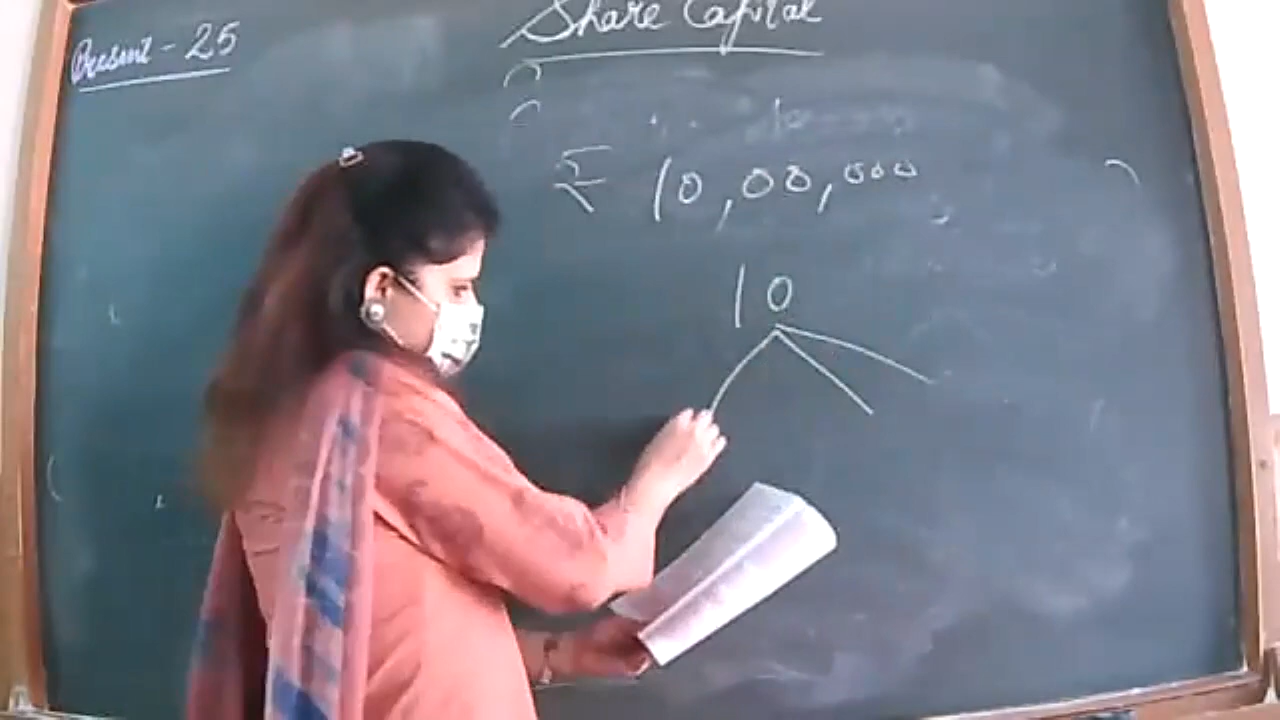 Present - 25
Share Capital
₹ 10,00,000
10